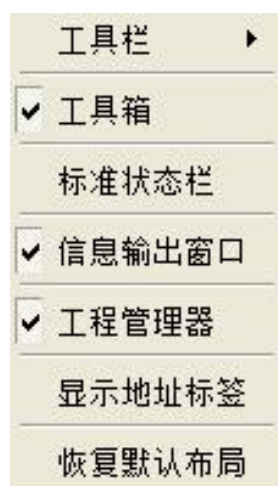 工具栏
工具箱
标准状态栏
信息输出窗口
工程管理器
显示地址标签
恢复默认布局